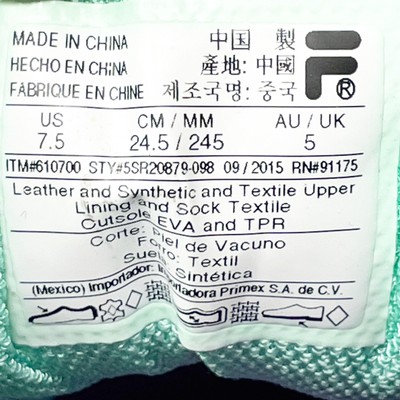 MADE IN CHINA 中国 製
HECHO EN CHINA 產地: 中國
FABRIQUE EN CHINE 제조국명: 중국
F ®
US CM / MM AU / UK
7.5 24.5 / 245 5
ITM#610700 STY#5SR20879-098 09 / 2015 RN#91175
Leather and Synthetic and Textile Upper
Lining and Sock Textile
Outsole EVA and TPR
Corte: Piel de Vacuno
Forro Textil
Suela: Sintética
(Mexico) Importador: Importadora Primex S.A. de C.V.